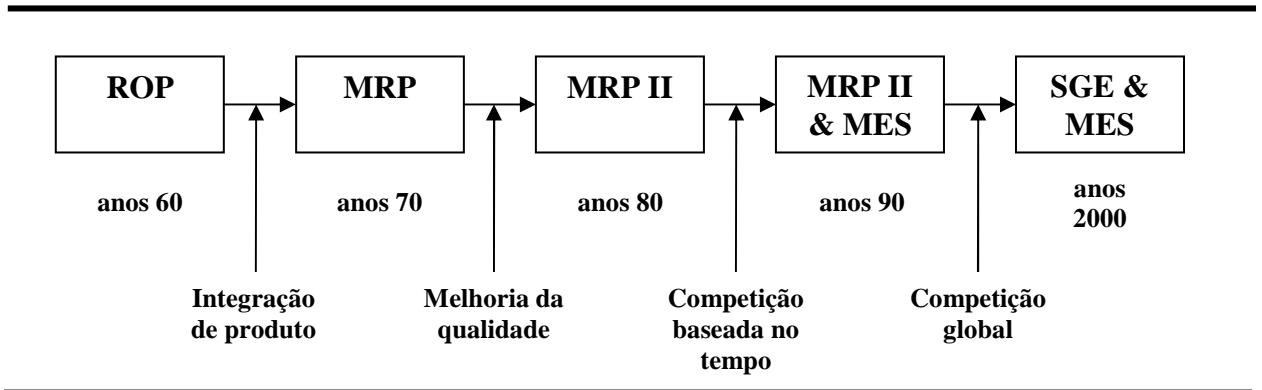 ROP
MRP
MRP II
MRP II
& MES
SGE &
MES
anos 60
anos 70
anos 80
anos 90
anos
2000
Integração
de produto
Melhoria da
qualidade
Competição
baseada no
tempo
Competição
global